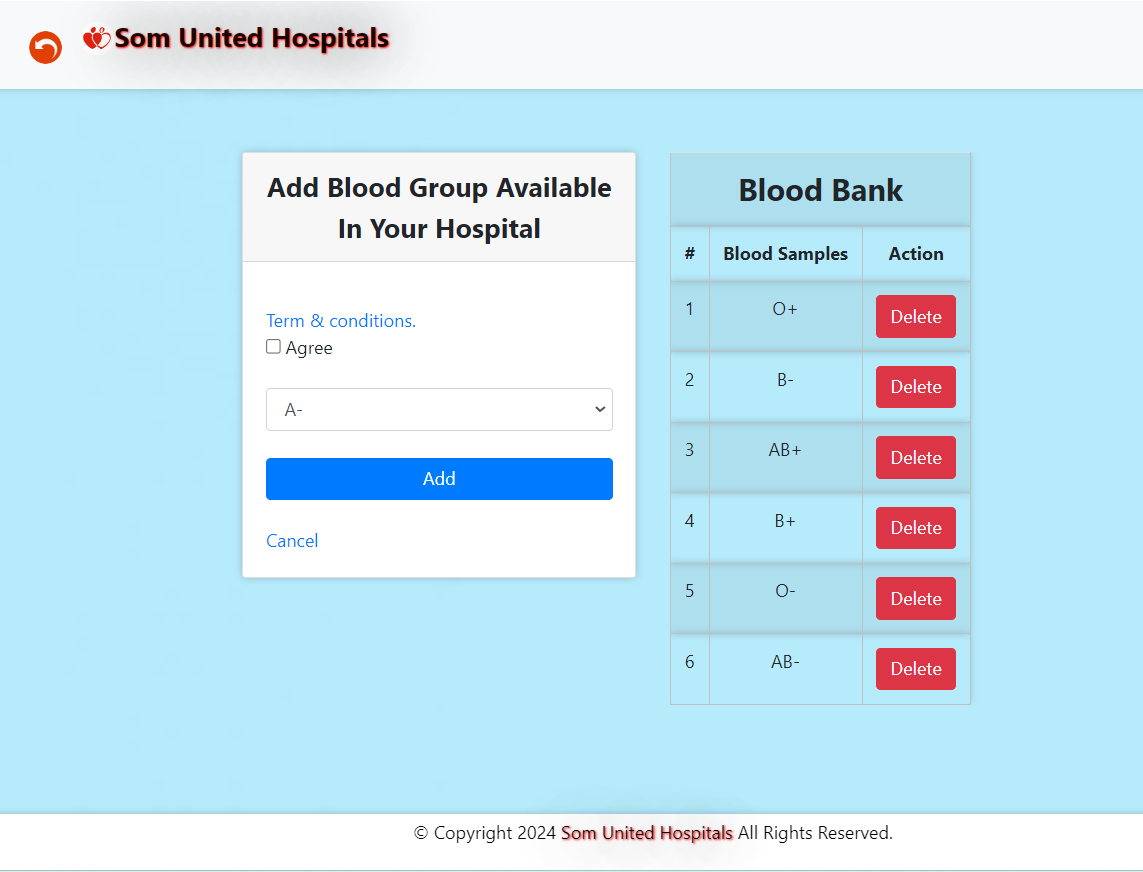 Som United Hospitals
Add Blood Group Available
In Your Hospital
Term & conditions.
Agree
A-
Add
Cancel
Blood Bank
# Blood Samples Action
1 O+ Delete
2 B- Delete
3 AB+ Delete
4 B+ Delete
5 O- Delete
6 AB- Delete
© Copyright 2024 Som United Hospitals All Rights Reserved.